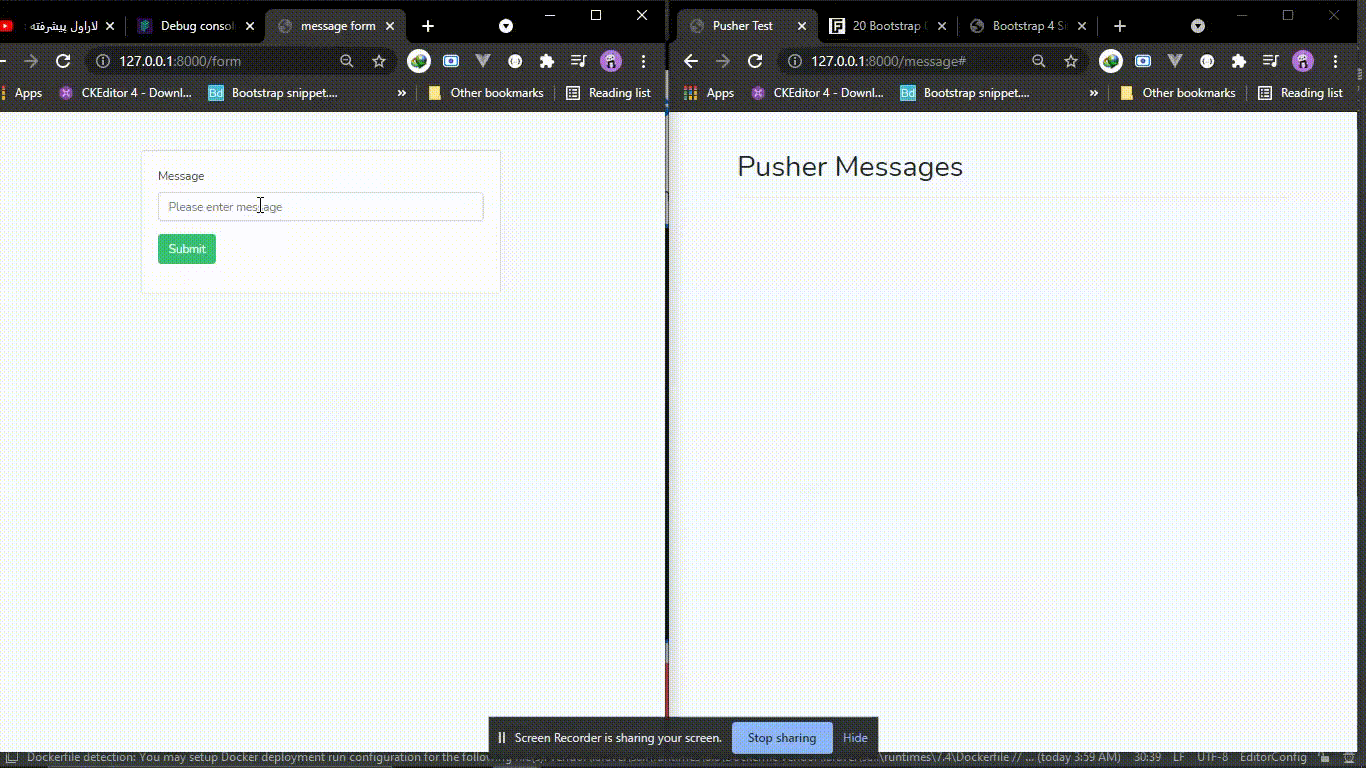 لاراول پیشرفته
Debug conso
message form
127.0.0.1:8000/form
Apps
CKEditor 4 - Downl...
Bd
Bootstrap snippet....
»
Other bookmarks
Reading list
Message
Please enter message
Submit
Pusher Test
20 Bootstrap
Bootstrap 4 S
127.0.0.1:8000/message#
Apps
CKEditor 4 - Downl...
Bd
Bootstrap snippet....
»
Other bookmarks
Reading list
Pusher Messages
Screen Recorder is sharing your screen.
Stop sharing
Hide
Dockerfile detection: You may setup Docker deployment run configuration for the following \runtimes\7.4\Dockerfile // ... (today 3:59 AM)
30:39
LF
UTF-8
EditorConfig